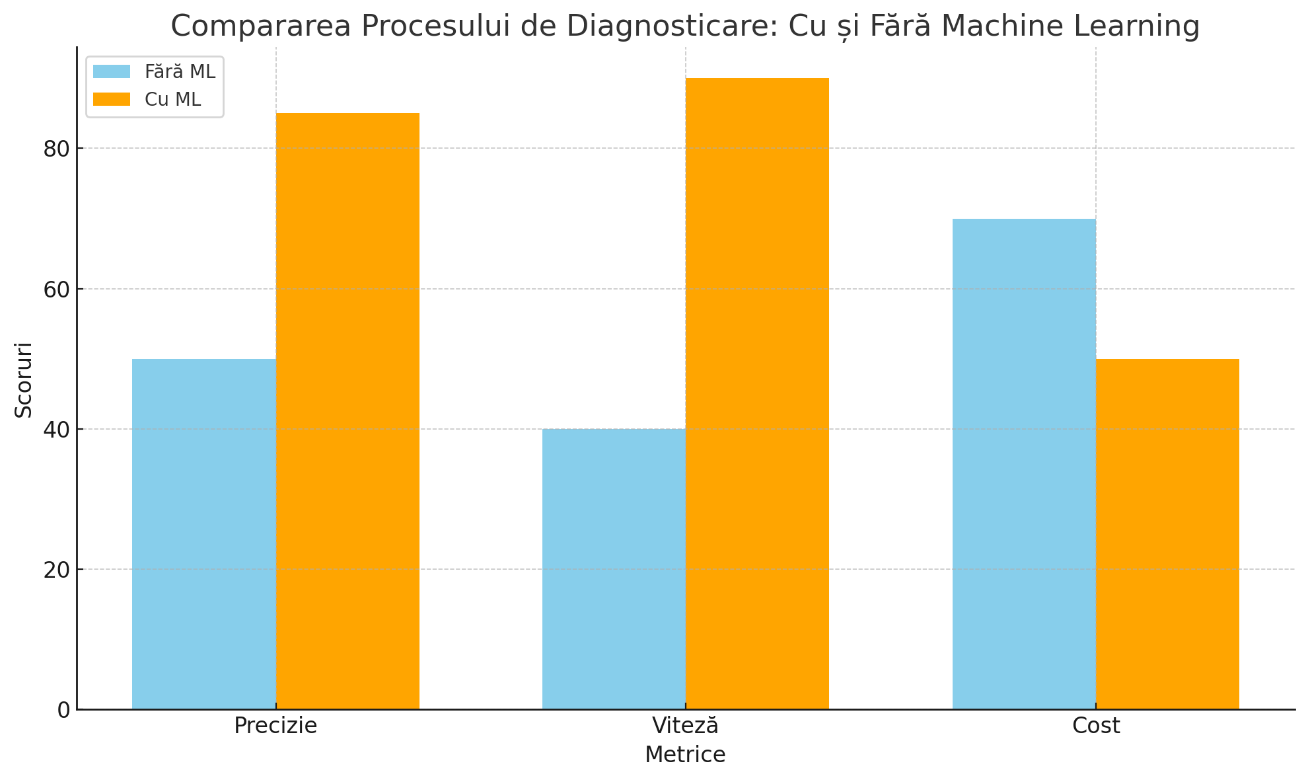 Compararea Procesului de Diagnosticare: Cu și Fără Machine Learning
Fără ML
Cu ML
80
60
40
20
0
Scoruri
Precizie
Viteză
Cost
Metrice